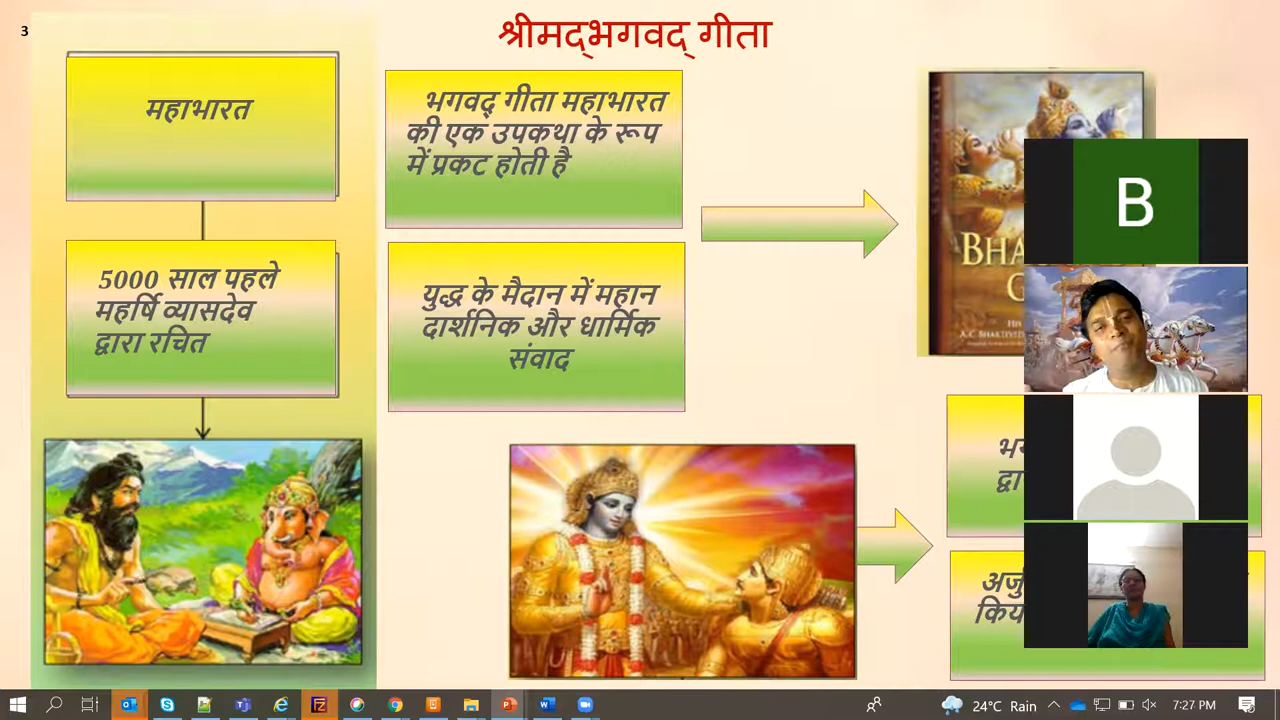 3
श्रीमद्भगवद् गीता
महाभारत
5000 साल पहले
महर्षि व्यासदेव
द्वारा रचित
भगवद् गीता महाभारत
की एक उपकथा के रूप
में प्रकट होती है
युद्ध के मैदान में महान
दार्शनिक और धार्मिक
संवाद
B
24°C Rain
7:27 PM